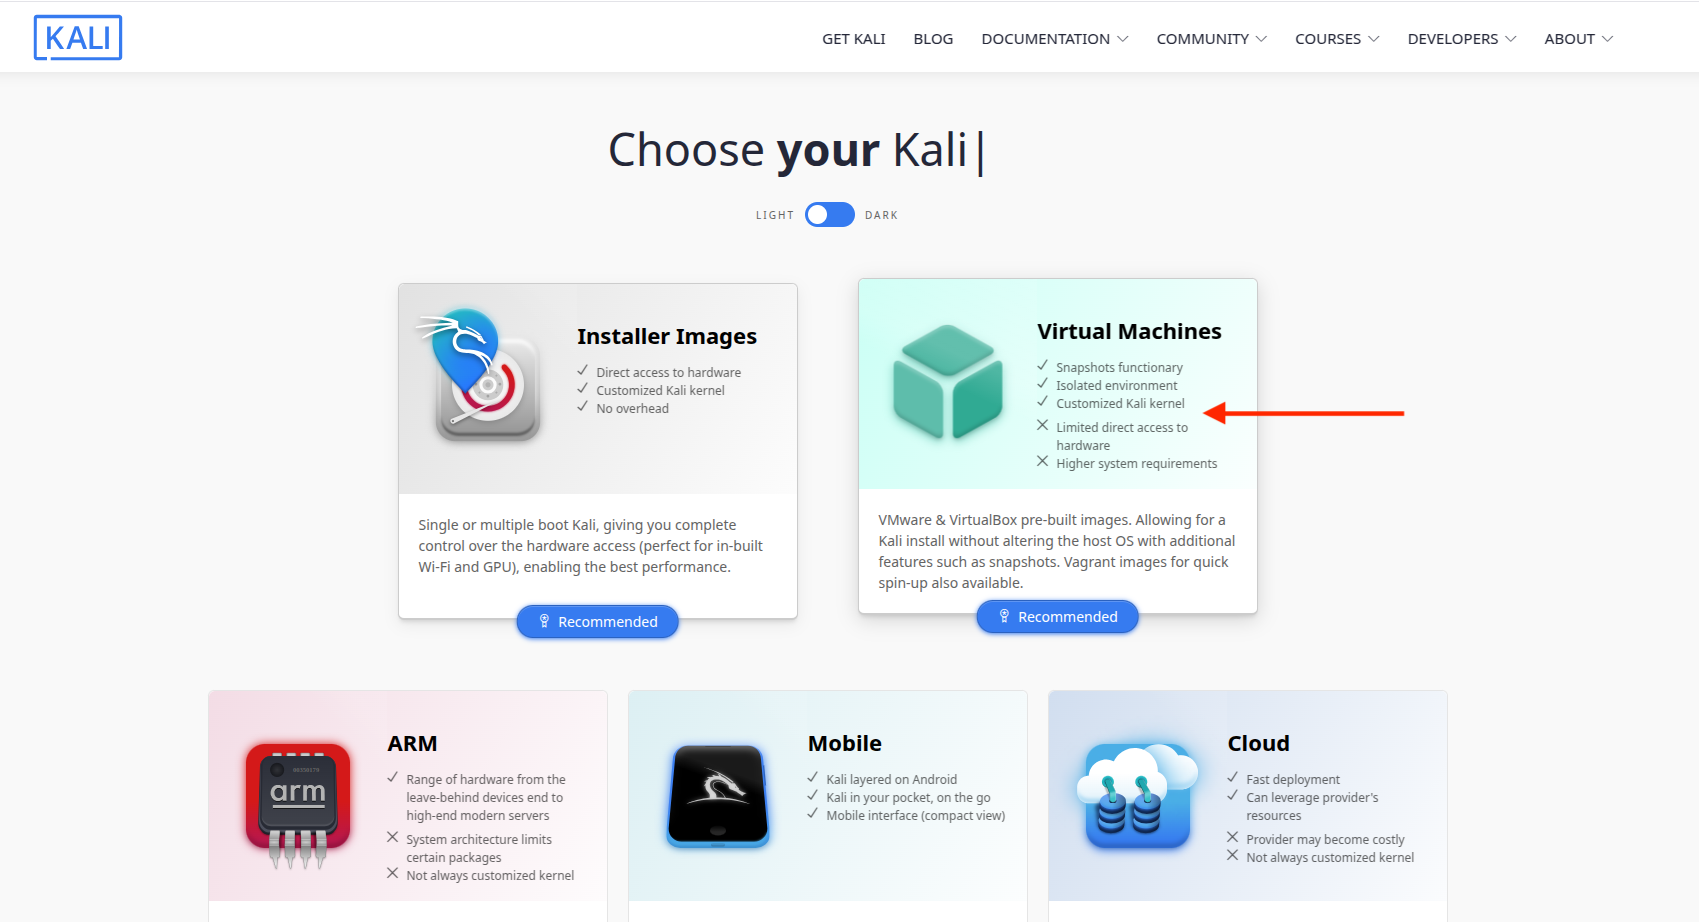 KALI
GET KALI
BLOG
DOCUMENTATION
COMMUNITY
COURSES
DEVELOPERS
ABOUT
Choose your Kali|
LIGHT
DARK
Installer Images
Direct access to hardware
Customized Kali kernel
No overhead
Single or multiple boot Kali, giving you complete
control over the hardware access (perfect for in-built
Wi-Fi and GPU), enabling the best performance.
Recommended
Virtual Machines
Snapshots functionary
Isolated environment
Customized Kali kernel
Limited direct access to
hardware
Higher system requirements
VMware & VirtualBox pre-built images. Allowing for a
Kali install without altering the host OS with additional
features such as snapshots. Vagrant images for quick
spin-up also available.
Recommended
arm
ARM
Range of hardware from the
leave-behind devices end to
high-end modern servers
System architecture limits
certain packages
Not always customized kernel
Mobile
Kali layered on Android
Kali in your pocket, on the go
Mobile interface (compact view)
Cloud
Fast deployment
Can leverage provider's
resources
Provider may become costly
Not always customized kernel